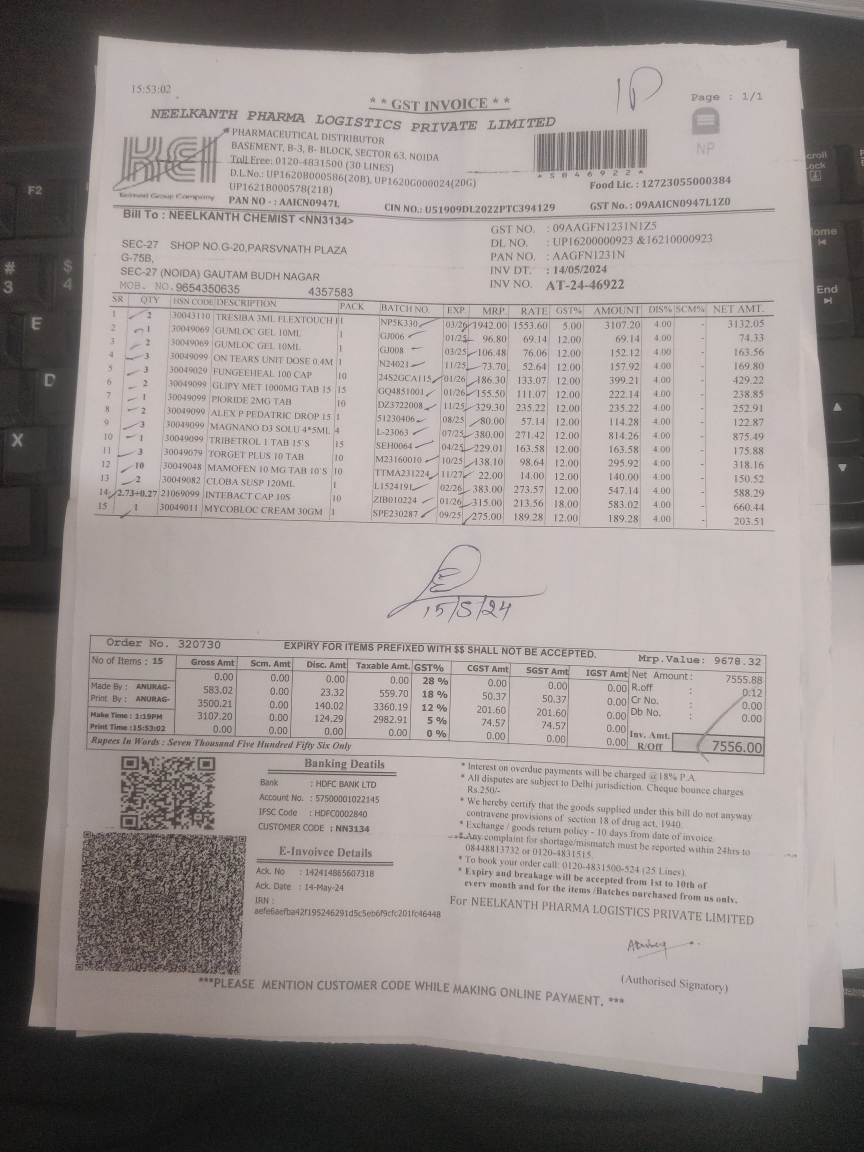 15:53:02
** GST INVOICE **
Page : 1/1
NEELKANTH PHARMA LOGISTICS PRIVATE LIMITED
PHARMACEUTICAL DISTRIBUTOR
BASEMENT, B-3, B- BLOCK, SECTOR 63, NOIDA
Toll Free: 0120-4831500 (30 LINES)
D.L.No.: UP1620B000586(20B), UP1620G000024(20G)
UP1621B000578(21B)
PAN NO - : AAICN0947L
KCI
Keimed Group Company
NP
*S046922*
Food Lic. : 12723055000384
CIN NO.: U51909DL2022PTC394129
GST No. : 09AAICN0947L1Z0
Bill To : NEELKANTH CHEMIST <NN3134>
SEC-27 SHOP NO.G-20,PARSVNATH PLAZA
G-75B,
SEC-27 (NOIDA) GAUTAM BUDH NAGAR
MOB. NO.9654350635 4357583
GST NO. : 09AAGFN1231N1Z5
DL NO. : UP16200000923 &16210000923
PAN NO. : AAGFN1231N
INV DT. : 14/05/2024
INV NO. AT-24-46922
SR QTY HSN CODE DESCRIPTION PACK BATCH NO. EXP. MRP. RATE GST% AMOUNT DIS% SCM% NET AMT.
1 2 30043110 TRESIBA 3ML FLEXTOUCH 1 NP5K330 03/26 1942.00 1553.60 5.00 3107.20 4.00 - 3132.05
2 1 30049069 GUMLOC GEL 10ML 1 GJ006 01/25 96.80 69.14 12.00 69.14 4.00 - 74.33
3 2 30049069 GUMLOC GEL 10ML 1 GJ008 03/25 106.48 76.06 12.00 152.12 4.00 - 163.56
4 3 30049099 ON TEARS UNIT DOSE 0.4M 1 N24021 11/25 73.70 52.64 12.00 157.92 4.00 - 169.80
5 3 30049029 FUNGEEHEAL 100 CAP 10 24S2GCA115 01/26 186.30 133.07 12.00 399.21 4.00 - 429.22
6 2 30049099 GLIPY MET 1000MG TAB 15 15 GQ4851001 01/26 155.50 111.07 12.00 222.14 4.00 - 238.85
7 1 30049099 PIORIDE 2MG TAB 10 DZ3722008 11/25 329.30 235.22 12.00 235.22 4.00 - 252.91
8 2 30049099 ALEX P PEDATRIC DROP 15 1 51230406 08/25 80.00 57.14 12.00 114.28 4.00 - 122.87
9 3 30049099 MAGNANO D3 SOLU 4*5ML 4 L-23063 07/25 380.00 271.42 12.00 814.26 4.00 - 875.49
10 1 30049099 TRIBETROL 1 TAB 15'S 15 SEH0064 04/25 229.01 163.58 12.00 163.58 4.00 - 175.88
11 3 30049079 TORGET PLUS 10 TAB 10 M23160010 10/25 138.10 98.64 12.00 295.92 4.00 - 318.16
12 10 30049048 MAMOFEN 10 MG TAB 10'S 10 TTMA231224 11/27 22.00 14.00 12.00 140.00 4.00 - 150.52
13 2 30049082 CLOBA SUSP 120ML 1 L1524191 02/26 383.00 273.57 12.00 547.14 4.00 - 588.29
14 2.73+0.27 21069099 INTEBACT CAP 10S 10 ZIB010224 01/26 315.00 213.56 18.00 583.02 4.00 - 660.44
15 1 30049011 MYCOBLOC CREAM 30GM 1 SPE230287 09/25 275.00 189.28 12.00 189.28 4.00 - 203.51
15/5/24
Order No. 320730
EXPIRY FOR ITEMS PREFIXED WITH $$ SHALL NOT BE ACCEPTED.
Mrp.Value: 9678.32
No of Items : 15
Made By : ANURAG-
Print By : ANURAG-
Make Time : 1:19PM
Print Time :15:53:02
Gross Amt Scm. Amt Disc. Amt Taxable Amt. GST% CGST Amt SGST Amt IGST Amt
0.00 0.00 0.00 0.00 28 % 0.00 0.00 0.00
583.02 0.00 23.32 559.70 18 % 50.37 50.37 0.00
3500.21 0.00 140.02 3360.19 12 % 201.60 201.60 0.00
3107.20 0.00 124.29 2982.91 5 % 74.57 74.57 0.00
0.00 0.00 0.00 0.00 0 % 0.00 0.00 0.00
Net Amount : 7555.88
R.off : 0.12
Cr No. : 0.00
Db No. : 0.00
Inv. Amt. R/Off 7556.00
Rupees In Words : Seven Thousand Five Hundred Fifty Six Only
Banking Deatils
Bank : HDFC BANK LTD
Account No. : 57500001022145
IFSC Code : HDFC0002840
CUSTOMER CODE : NN3134
E-Invoivee Details
Ack. No : 142414865607318
Ack. Date : 14-May-24
IRN :
aefe6aefba42f195246291d5c5eb6f9cfc201fc46448
* Interest on overdue payments will be charged @18% P.A.
* All disputes are subject to Delhi jurisdiction. Cheque bounce charges
Rs.250/-
* We hereby certify that the goods supplied under this bill do not anyway
contravene provisions of section 18 of drug act, 1940.
* Exchange / goods return policy - 10 days from date of invoice.
* Any complaint for shortage/mismatch must be reported within 24hrs to
08448813732 or 0120-4831515.
* To book your order call: 0120-4831500-524 (25 Lines).
* Expiry and breakage will be accepted from 1st to 10th of
every month and for the items /Batches purchased from us only.
For NEELKANTH PHARMA LOGISTICS PRIVATE LIMITED
(Authorised Signatory)
***PLEASE MENTION CUSTOMER CODE WHILE MAKING ONLINE PAYMENT. ***
F2
#
3
$
4
E
D
X
Home
End